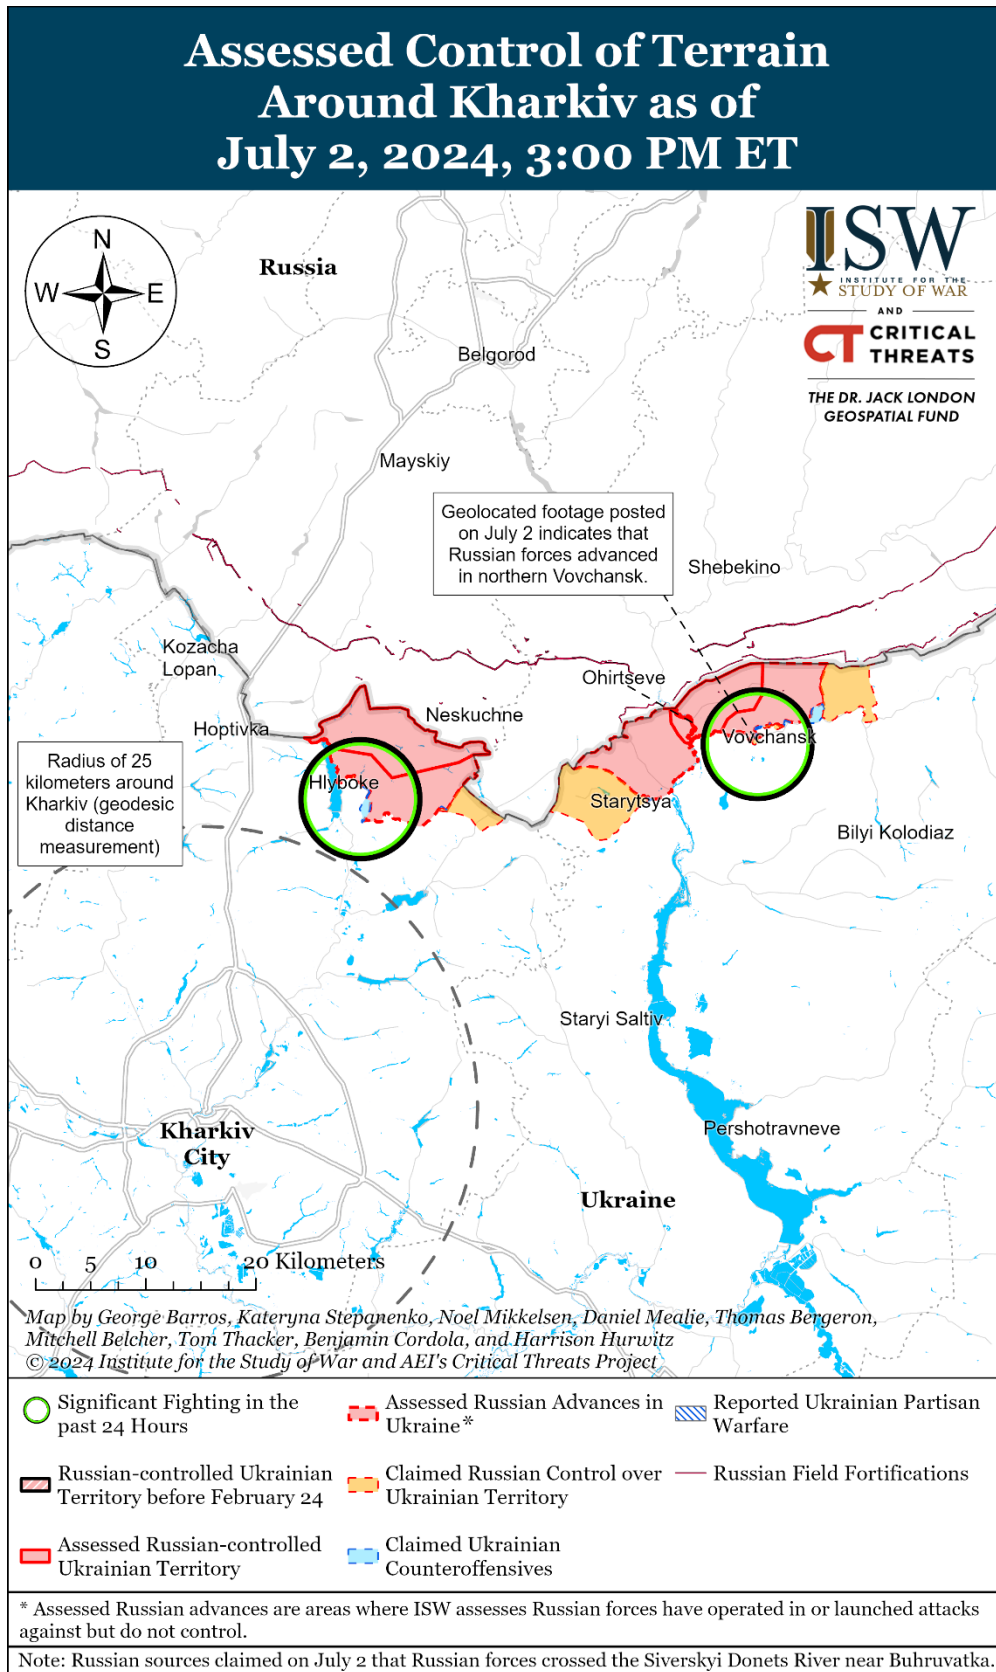 Assessed Control of Terrain
Around Kharkiv as of
July 2, 2024, 3:00 PM ET
N
W
E
S
Russia
ISW
INSTITUTE FOR THE
STUDY OF WAR
AND
CT CRITICAL
THREATS
THE DR. JACK LONDON
GEOSPATIAL FUND
Belgorod
Mayskiy
Geolocated footage posted
on July 2 indicates that
Russian forces advanced
in northern Vovchansk.
Shebekino
Kozacha
Lopan
Ohirtseve
Neskuchne
Hoptivka
Vovchansk
Radius of 25
kilometers around
Kharkiv (geodesic
distance
measurement)
Hlyboke
Starytsya
Bilyi Kolodiaz
Staryi Saltiv
Pershotravneve
Kharkiv
City
Ukraine
0 5 10 20 Kilometers
Map by George Barros, Kateryna Stepanenko, Noel Mikkelsen, Daniel Mealie, Thomas Bergeron,
Mitchell Belcher, Tom Thacker, Benjamin Cordola, and Harrison Hurwitz
© 2024 Institute for the Study of War and AEI's Critical Threats Project
Significant Fighting in the
past 24 Hours
Assessed Russian Advances in
Ukraine*
Reported Ukrainian Partisan
Warfare
Russian-controlled Ukrainian
Territory before February 24
Claimed Russian Control over
Ukrainian Territory
Russian Field Fortifications
Assessed Russian-controlled
Ukrainian Territory
Claimed Ukrainian
Counteroffensives
* Assessed Russian advances are areas where ISW assesses Russian forces have operated in or launched attacks
against but do not control.
Note: Russian sources claimed on July 2 that Russian forces crossed the Siverskyi Donets River near Buhruvatka.